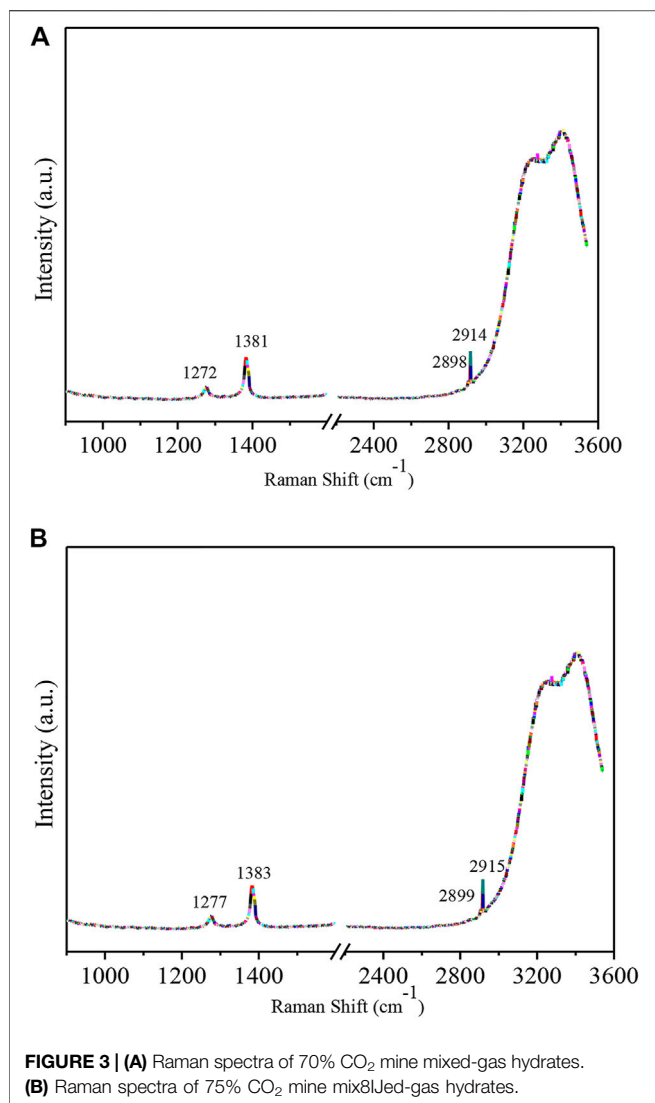 A
Intensity (a.u.)
1272
1381
2898
2914
1000 1200 1400 2400 2800 3200 3600
Raman Shift (cm-1)
B
Intensity (a.u.)
1277
1383
2899
2915
1000 1200 1400 2400 2800 3200 3600
Raman Shift (cm-1)
FIGURE 3 | (A) Raman spectra of 70% CO2 mine mixed-gas hydrates.
(B) Raman spectra of 75% CO2 mine mix8IJed-gas hydrates.